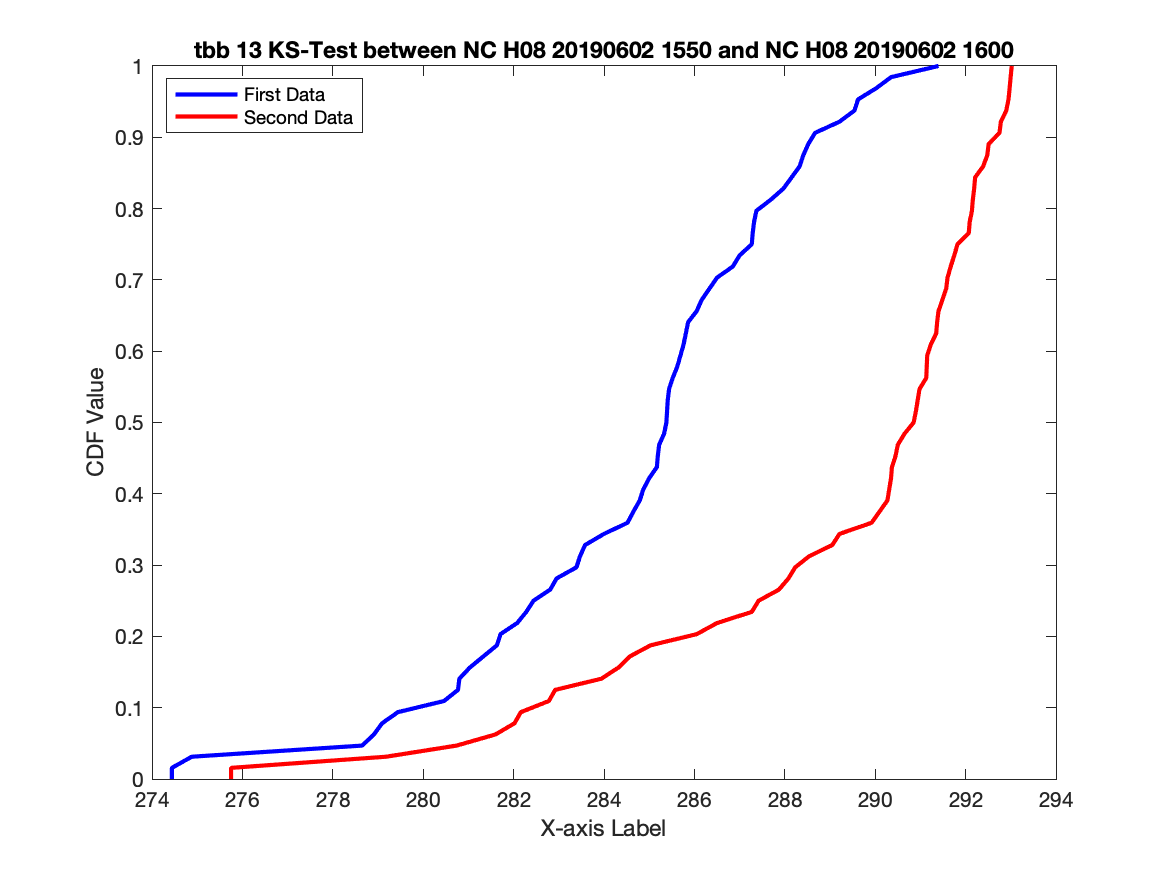 tbb 13 KS-Test between NC H08 20190602 1550 and NC H08 20190602 1600
First Data
Second Data
1
0.9
0.8
0.7
0.6
0.5
0.4
0.3
0.2
0.1
0
CDF Value
274 276 278 280 282 284 286 288 290 292 294
X-axis Label